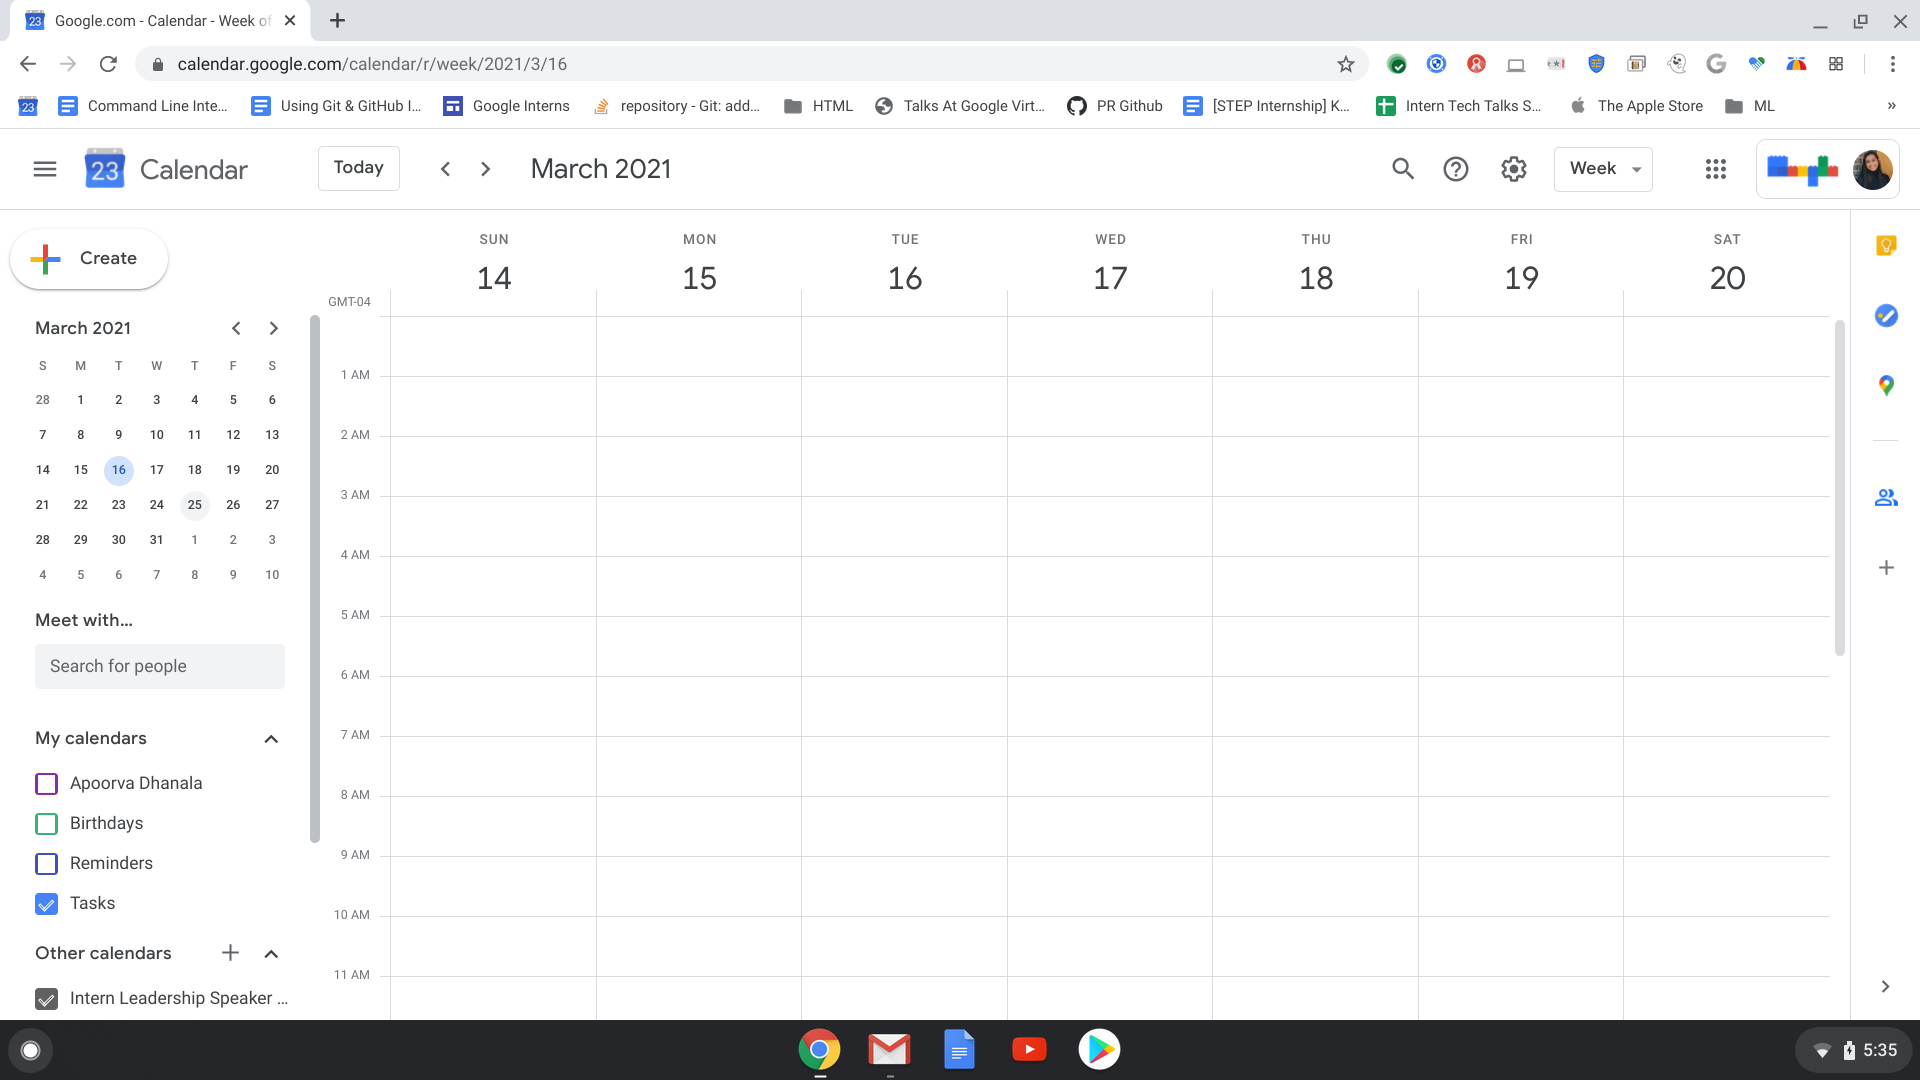 23 Google.com - Calendar - Week of
calendar.google.com/calendar/r/week/2021/3/16
23 Command Line Inte... Using Git & GitHub I... Google Interns repository - Git: add... HTML Talks At Google Virt... PR Github [STEP Internship] K... Intern Tech Talks S... The Apple Store ML »
23 Calendar Today March 2021 Week
Create
SUN MON TUE WED THU FRI SAT
14 15 16 17 18 19 20
GMT-04
March 2021
S M T W T F S
28 1 2 3 4 5 6
7 8 9 10 11 12 13
14 15 16 17 18 19 20
21 22 23 24 25 26 27
28 29 30 31 1 2 3
4 5 6 7 8 9 10
Meet with...
Search for people
My calendars
Apoorva Dhanala
Birthdays
Reminders
Tasks
Other calendars
Intern Leadership Speaker ...
1 AM
2 AM
3 AM
4 AM
5 AM
6 AM
7 AM
8 AM
9 AM
10 AM
11 AM
5:35